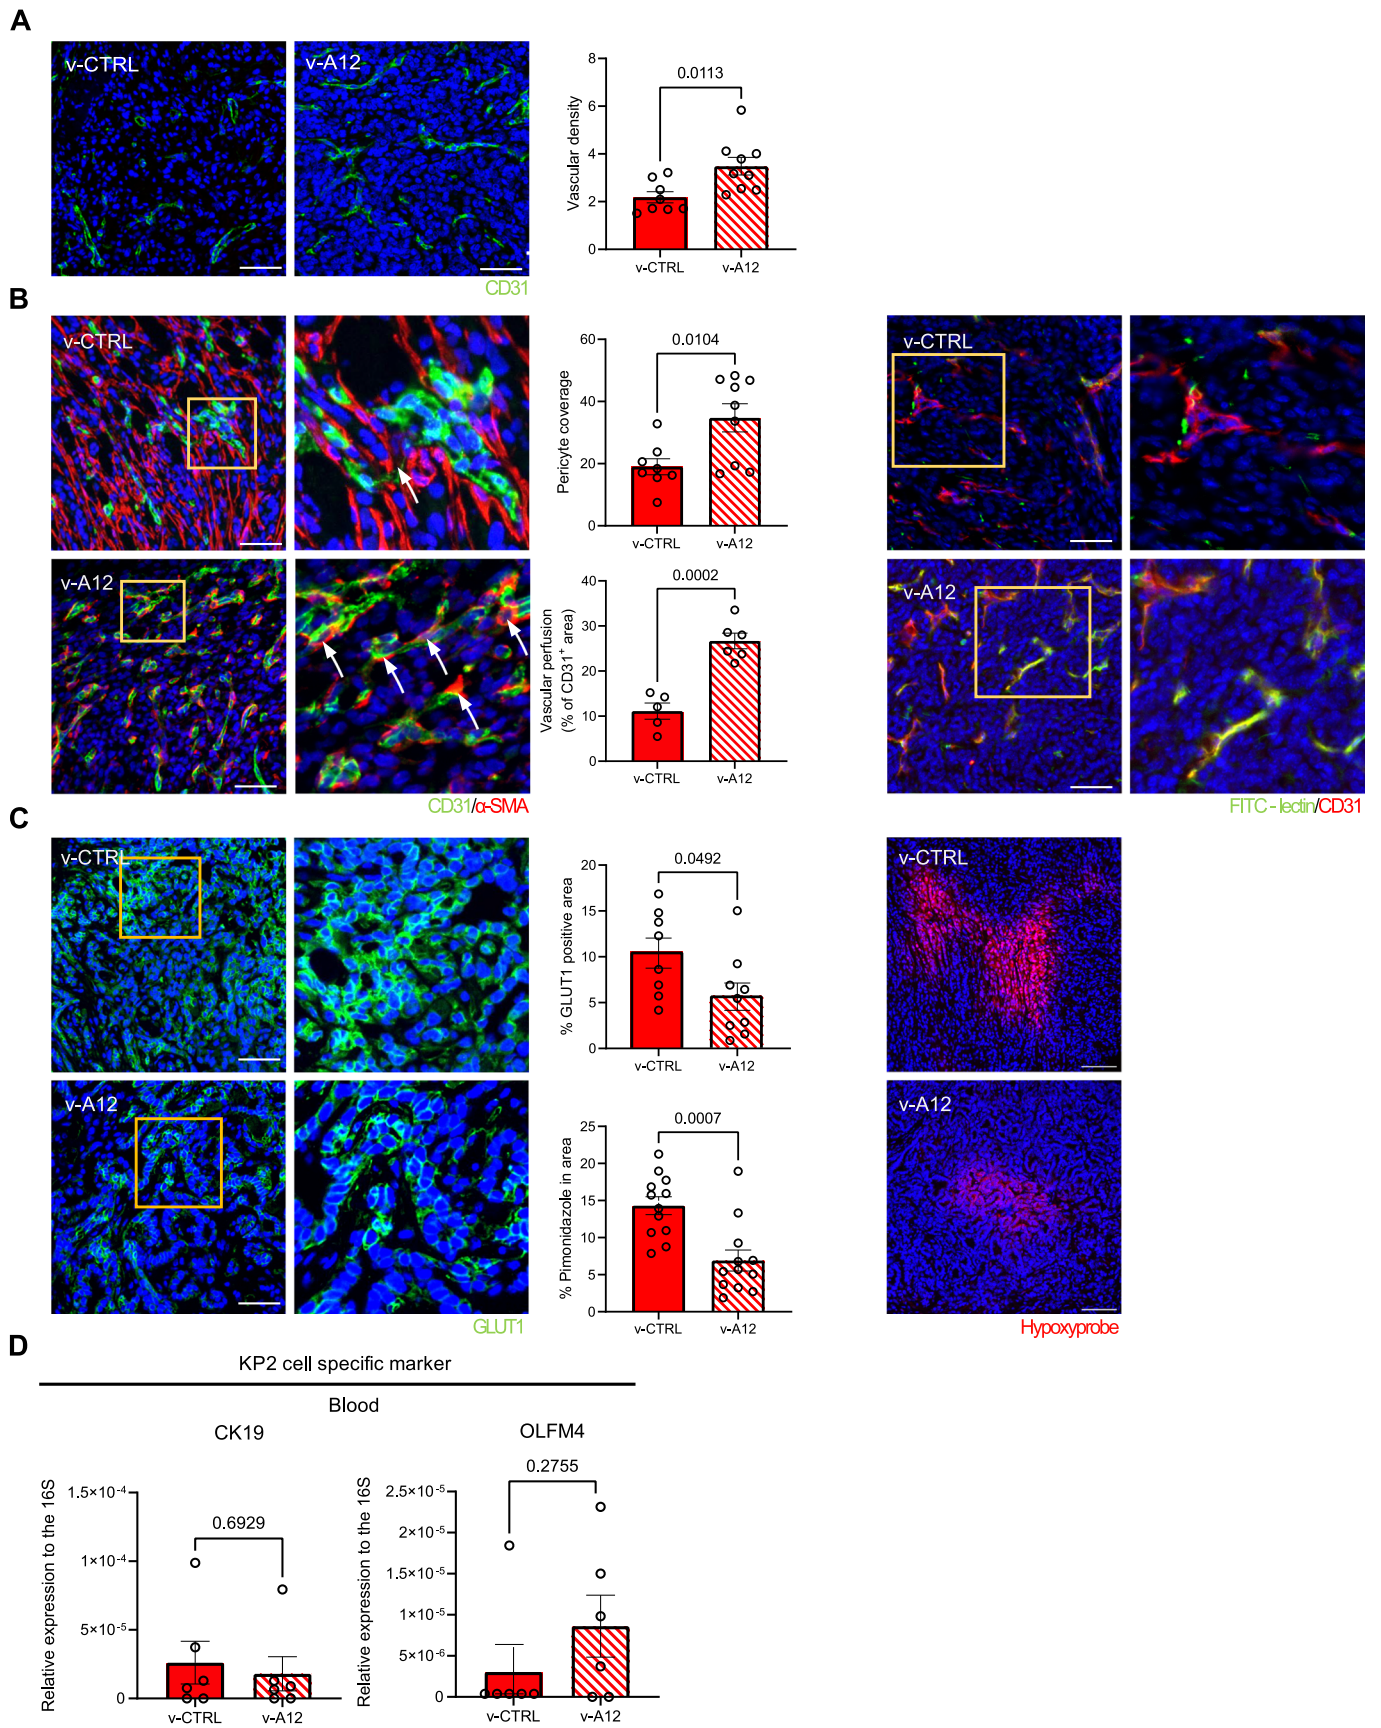 A
v-CTRL
v-A12
CD31
Vascular density
8
6
4
2
0
0.0113
v-CTRL
v-A12
B
v-CTRL
v-A12
CD31/α-SMA
Pericyte coverage
60
40
20
0
0.0104
v-CTRL
v-A12
Vascular perfusion
(% of CD31⁺ area)
40
30
20
10
0
0.0002
v-CTRL
v-A12
v-CTRL
v-A12
FITC-lectin/CD31
C
v-CTRL
v-A12
GLUT1
% GLUT1 positive area
20
15
10
5
0
0.0492
v-CTRL
v-A12
% Pimonidazole in area
25
20
15
10
5
0
0.0007
v-CTRL
v-A12
v-CTRL
v-A12
Hypoxyprobe
D
KP2 cell specific marker
Blood
CK19
Relative expression to the 16S
1.5×10⁻⁴
1×10⁻⁴
5×10⁻⁵
0
0.6929
v-CTRL
v-A12
OLFM4
Relative expression to the 16S
2.5×10⁻⁵
2×10⁻⁵
1.5×10⁻⁵
1×10⁻⁵
5×10⁻⁶
0
0.2755
v-CTRL
v-A12